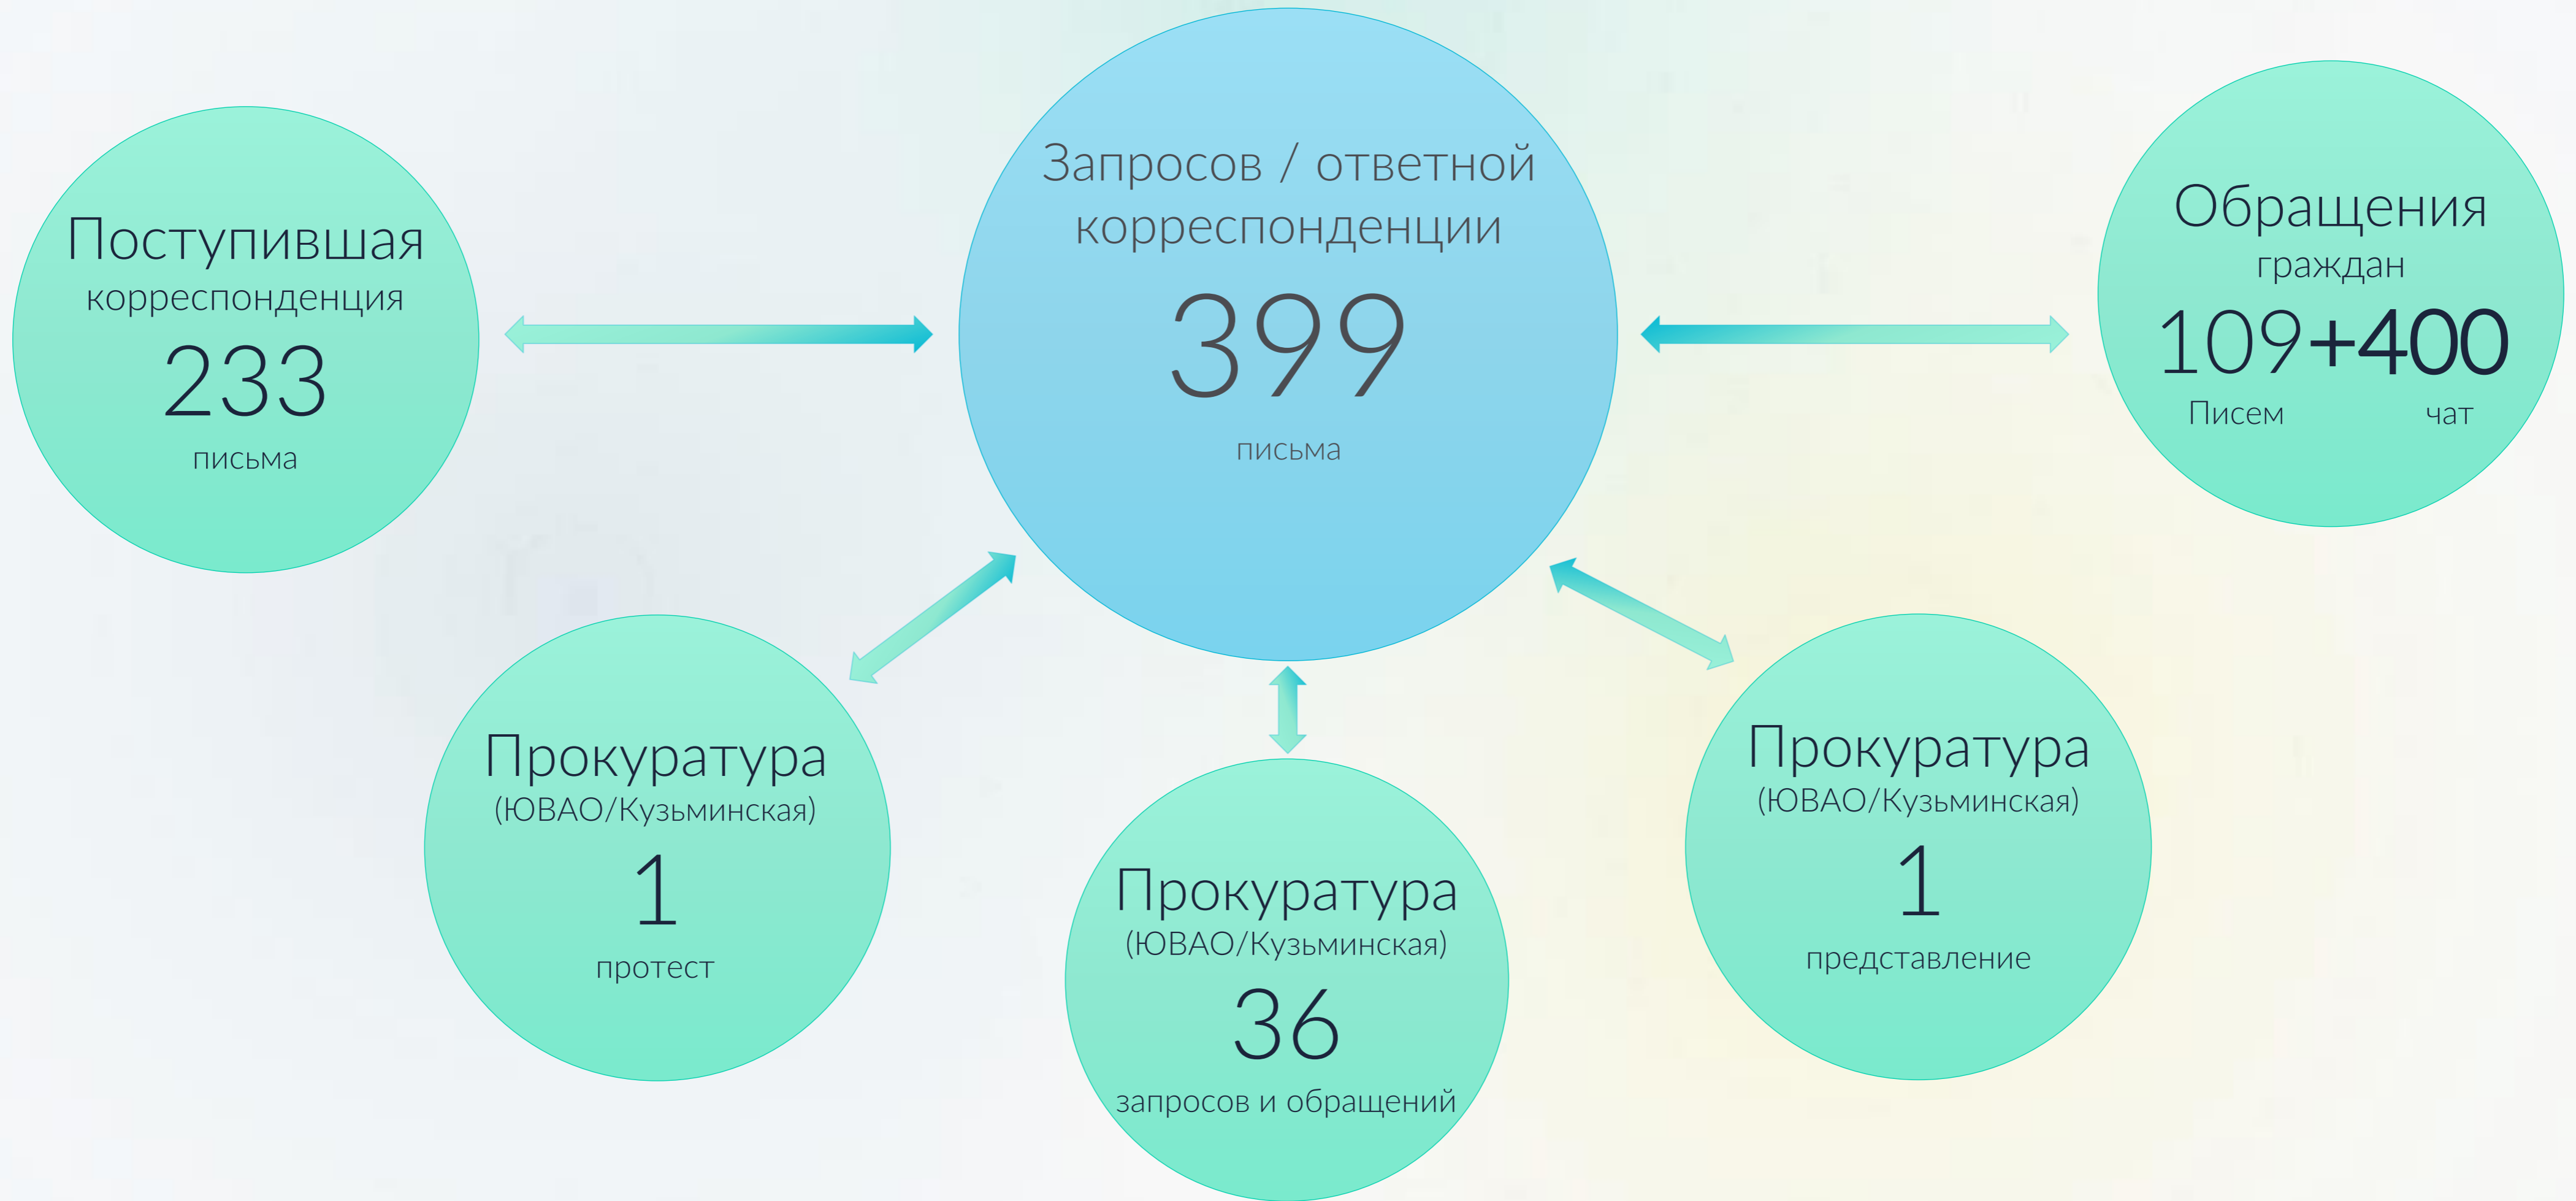 Поступившая
корреспонденция
233
письма
Запросов / ответной
корреспонденции
399
письма
Обращения
граждан
109+400
Писем чат
Прокуратура
(ЮВАО/Кузьминская)
1
протест
Прокуратура
(ЮВАО/Кузьминская)
36
запросов и обращений
Прокуратура
(ЮВАО/Кузьминская)
1
представление